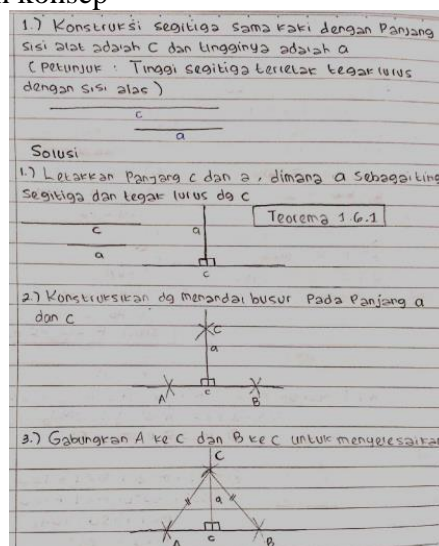 n konsep
1.) Konstruksi segitiga sama kaki dengan Panjang
sisi alat adalah C dan tingginya adalah a
(Petunjuk : Tinggi segitiga terletak tegak lurus
dengan sisi alas)
c
a
Solusi
1.) Letakkan Panjang c dan a, dimana a sebagai ting
segitiga dan tegak lurus dg c
Teorema 1.6.1
c
a
a
c
2.) Konstruksikan dg menandai busur Pada Panjang a
dan c
C
a
A
c
B
3.) Gabungkan A ke C dan B ke C untuk menyelesaikan
C
a
A
c
B